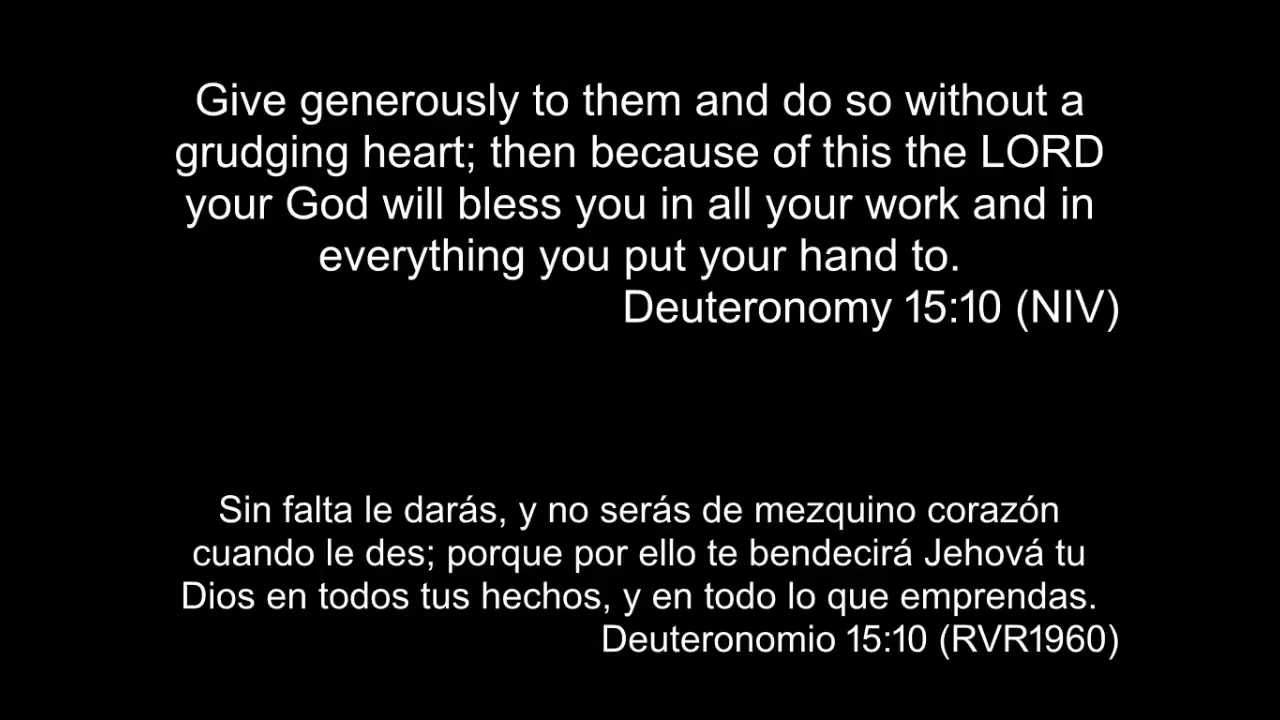 Give generously to them and do so without a
grudging heart; then because of this the LORD
your God will bless you in all your work and in
everything you put your hand to.
Deuteronomy 15:10 (NIV)
Sin falta le darás, y no serás de mezquino corazón
cuando le des; porque por ello te bendecirá Jehová tu
Dios en todos tus hechos, y en todo lo que emprendas.
Deuteronomio 15:10 (RVR1960)